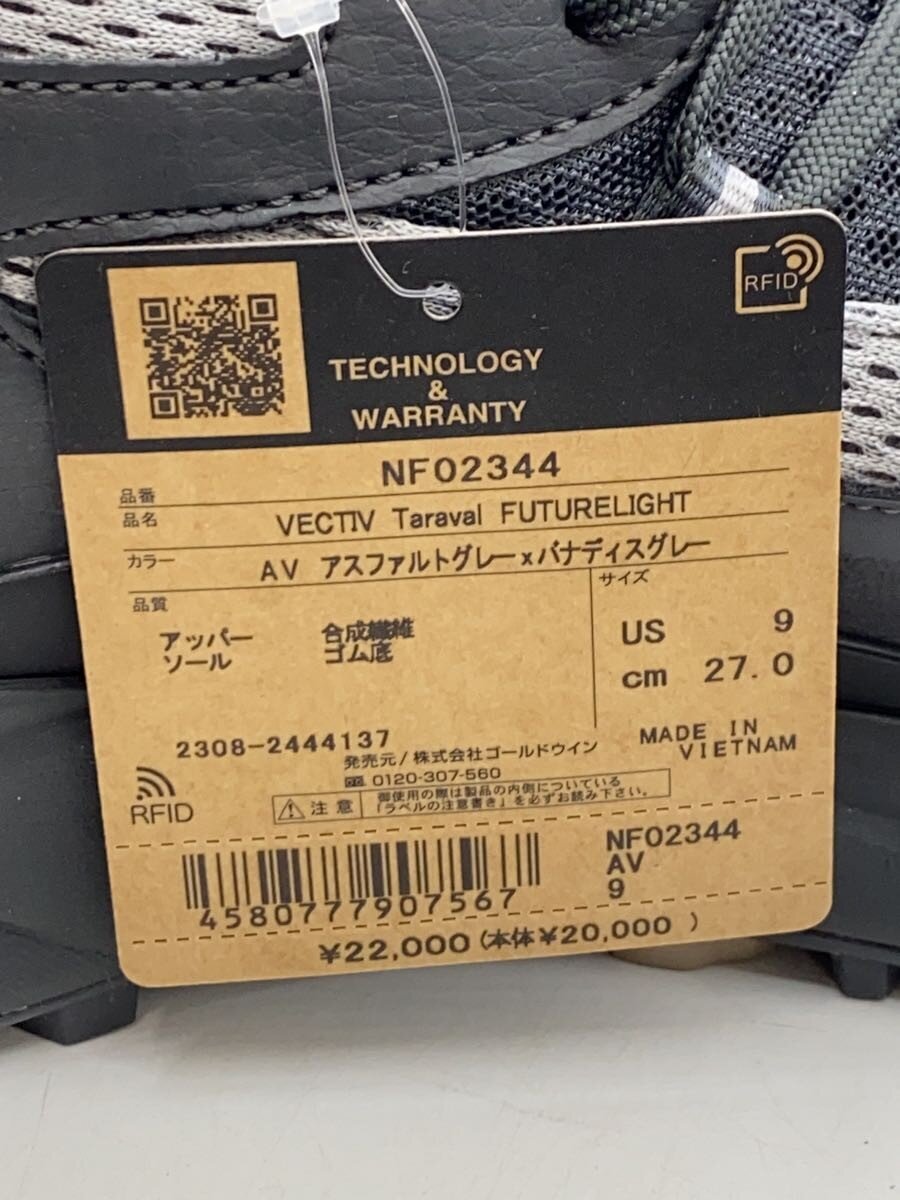 RFID
TECHNOLOGY
&
WARRANTY
品番 NF02344
品名 VECTIV Taraval FUTURELIGHT
カラー AV アスファルトグレー×バナディスグレー
品質
サイズ
アッパー 合成繊維
ソール ゴム底
US 9
cm 27.0
2308-2444137
発売元/株式会社ゴールドウイン
0120-307-560
MADE IN
VIETNAM
RFID
注意
御使用の際は製品の内側についている
「ラベルの注意書き」を必ずお読み下さい。
4580777907567
NF02344
AV
9
¥22,000(本体¥20,000 )